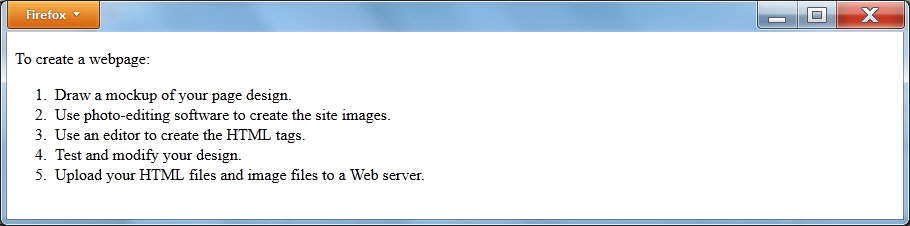 Firefox
To create a webpage:
1. Draw a mockup of your page design.
2. Use photo-editing software to create the site images.
3. Use an editor to create the HTML tags.
4. Test and modify your design.
5. Upload your HTML files and image files to a Web server.